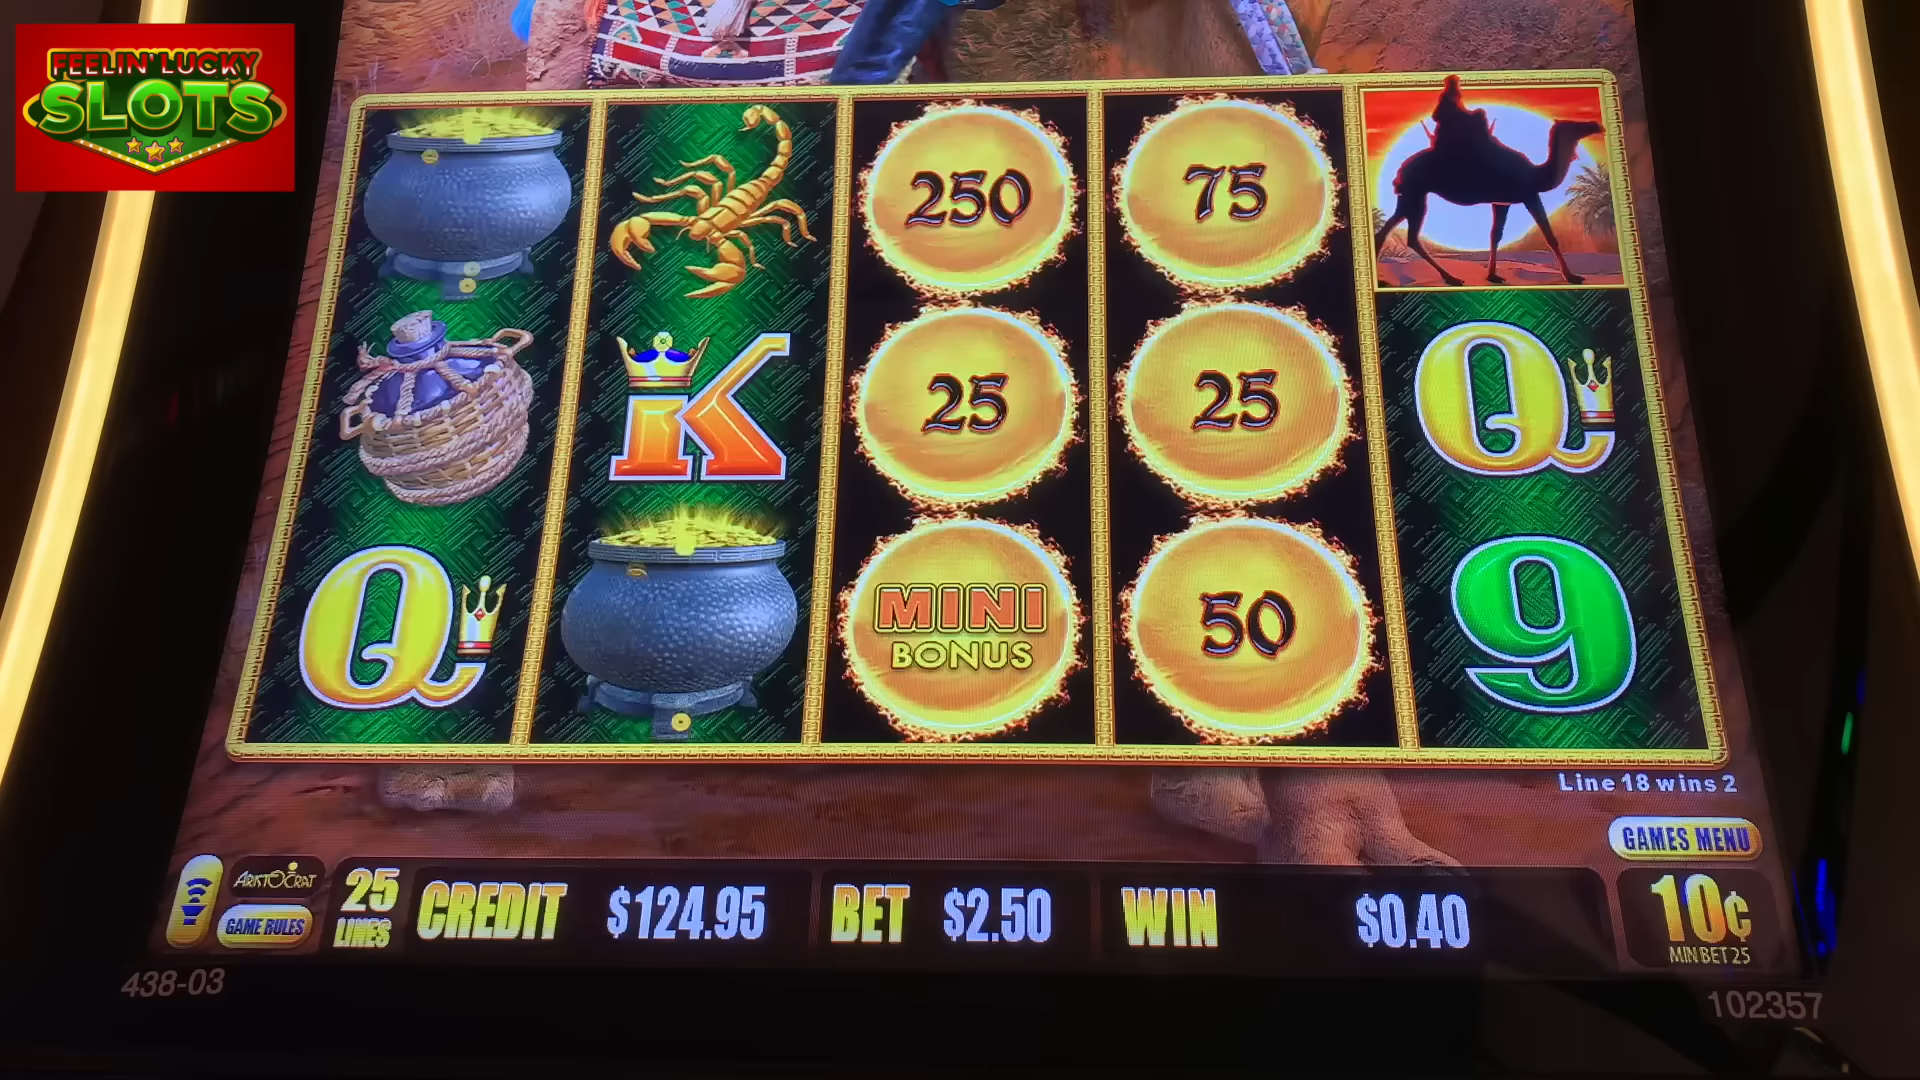 FEELIN' LUCKY
SLOTS
250
75
25
K
25
Q
MINI
BONUS
50
Q
9
Line 18 wins 2
GAMES MENU
ARISTOCRAT
GAME RULES
25
LINES
CREDIT $124.95
BET $2.50
WIN $0.40
10¢
MIN BET 25
438-03
102357